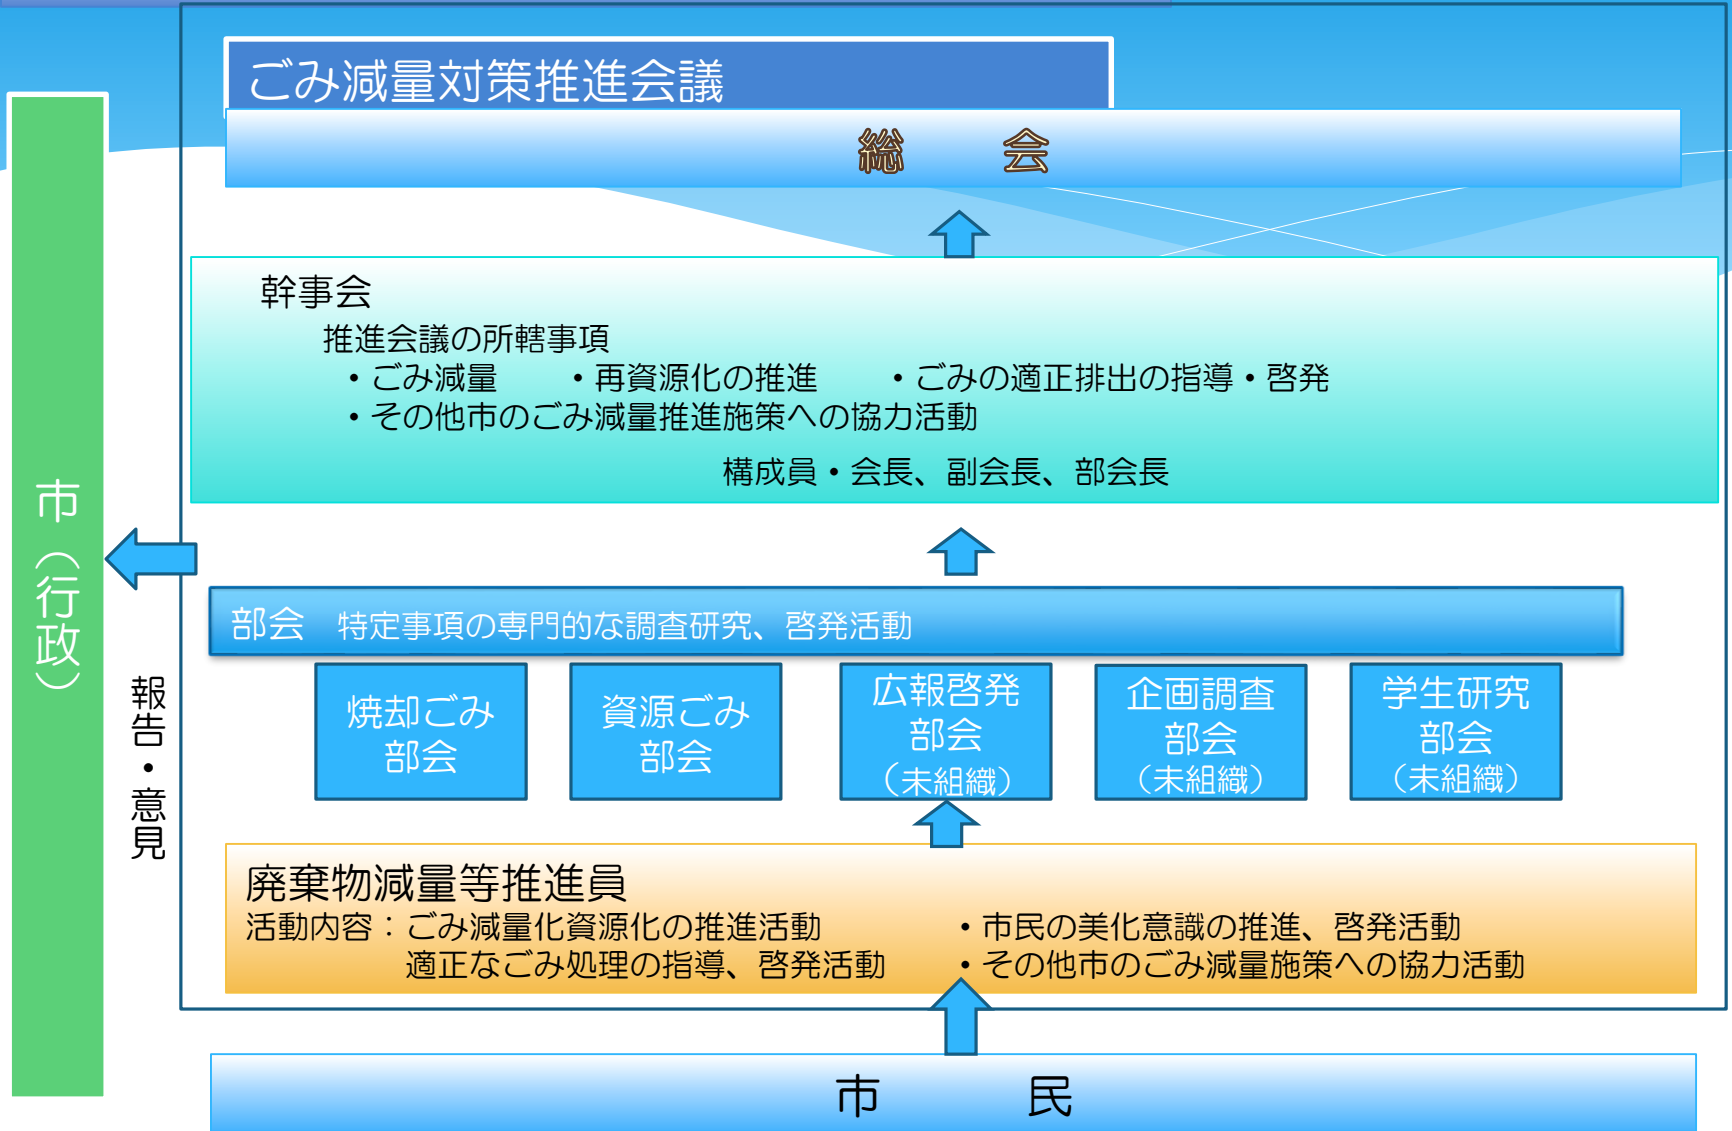 ごみ減量対策推進会議
総 会
幹事会
推進会議の所轄事項
・ごみ減量 ・再資源化の推進 ・ごみの適正排出の指導・啓発
・その他市のごみ減量推進施策への協力活動
構成員・会長、副会長、部会長
市（行政）
報告・意見
部会 特定事項の専門的な調査研究、啓発活動
焼却ごみ
部会
資源ごみ
部会
広報啓発
部会
（未組織）
企画調査
部会
（未組織）
学生研究
部会
（未組織）
廃棄物減量等推進員
活動内容：ごみ減量化資源化の推進活動 ・市民の美化意識の推進、啓発活動
適正なごみ処理の指導、啓発活動 ・その他市のごみ減量施策への協力活動
市 民